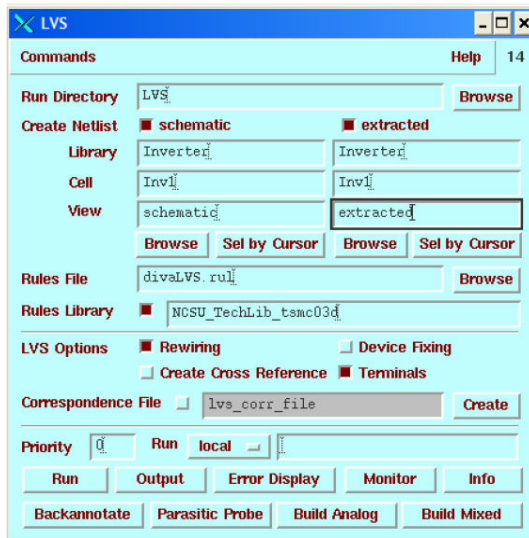 LVS
Commands Help 14
Run Directory LVS Browse
Create Netlist schematic extracted
Library Inverter Inverter
Cell Inv1 Inv1
View schematic extracted
Browse Sel by Cursor Browse Sel by Cursor
Rules File divaLVS.rul Browse
Rules Library NCSU_TechLib_tsmc03d
LVS Options Rewiring Device Fixing
Create Cross Reference Terminals
Correspondence File lvs_corr_file Create
Priority 0 Run local
Run Output Error Display Monitor Info
Backannotate Parasitic Probe Build Analog Build Mixed